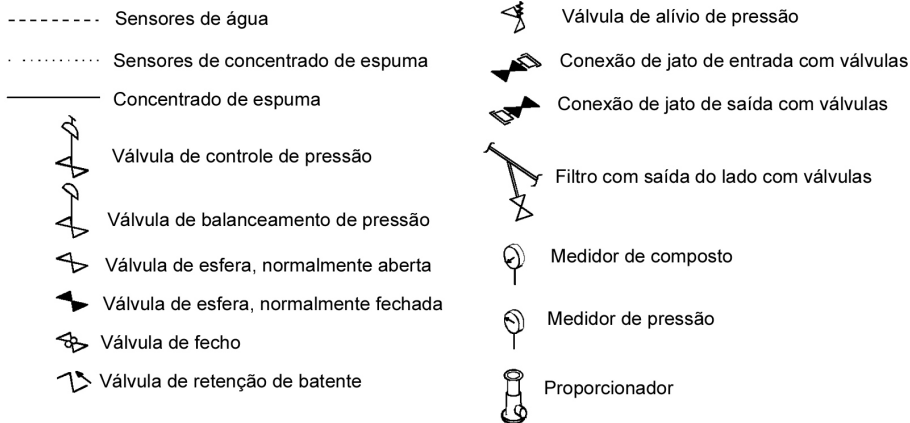 Sensores de água
Sensores de concentrado de espuma
Concentrado de espuma
Válvula de controle de pressão
Válvula de balanceamento de pressão
Válvula de esfera, normalmente aberta
Válvula de esfera, normalmente fechada
Válvula de fecho
Válvula de retenção de batente
Válvula de alívio de pressão
Conexão de jato de entrada com válvulas
Conexão de jato de saída com válvulas
Filtro com saída do lado com válvulas
Medidor de composto
Medidor de pressão
Proporcionador